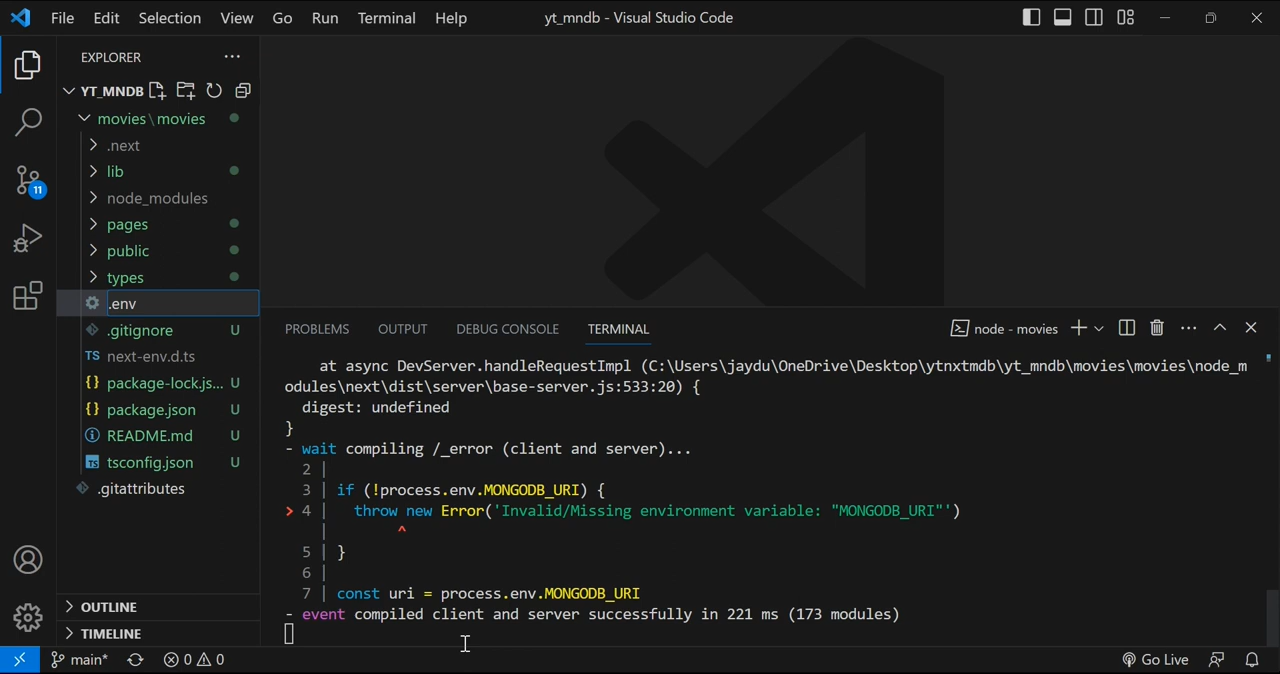 File Edit Selection View Go Run Terminal Help yt_mndb - Visual Studio Code
EXPLORER
YT_MNDB
movies\movies
.next
lib
node_modules
pages
public
types
.env
.gitignore U
next-env.d.ts
package-lock.js... U
package.json U
README.md U
tsconfig.json U
.gitattributes
OUTLINE
TIMELINE
11
PROBLEMS OUTPUT DEBUG CONSOLE TERMINAL node - movies
at async DevServer.handleRequestImpl (C:\Users\jaydu\OneDrive\Desktop\ytnxtmdb\yt_mndb\movies\movies\node_m
odules\next\dist\server\base-server.js:533:20) {
digest: undefined
}
- wait compiling /_error (client and server)...
2 |
3 | if (!process.env.MONGODB_URI) {
> 4 | throw new Error('Invalid/Missing environment variable: "MONGODB_URI"')
| ^
5 | }
6 |
7 | const uri = process.env.MONGODB_URI
- event compiled client and server successfully in 221 ms (173 modules)
main* 0 0 Go Live